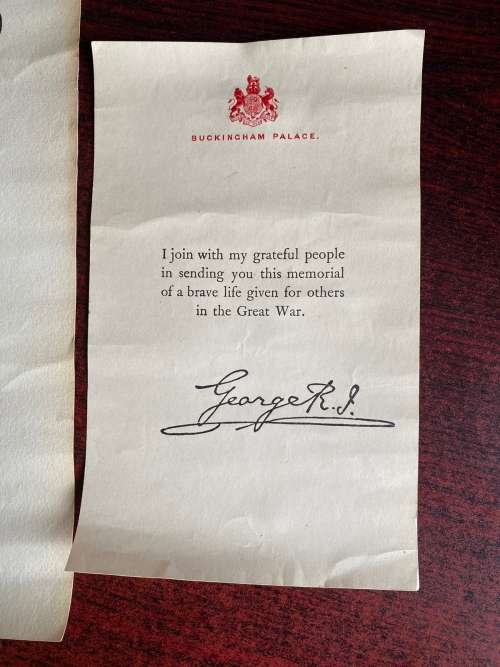 BUCKINGHAM PALACE.
I join with my grateful people
in sending you this memorial
of a brave life given for others
in the Great War.
George R.I.